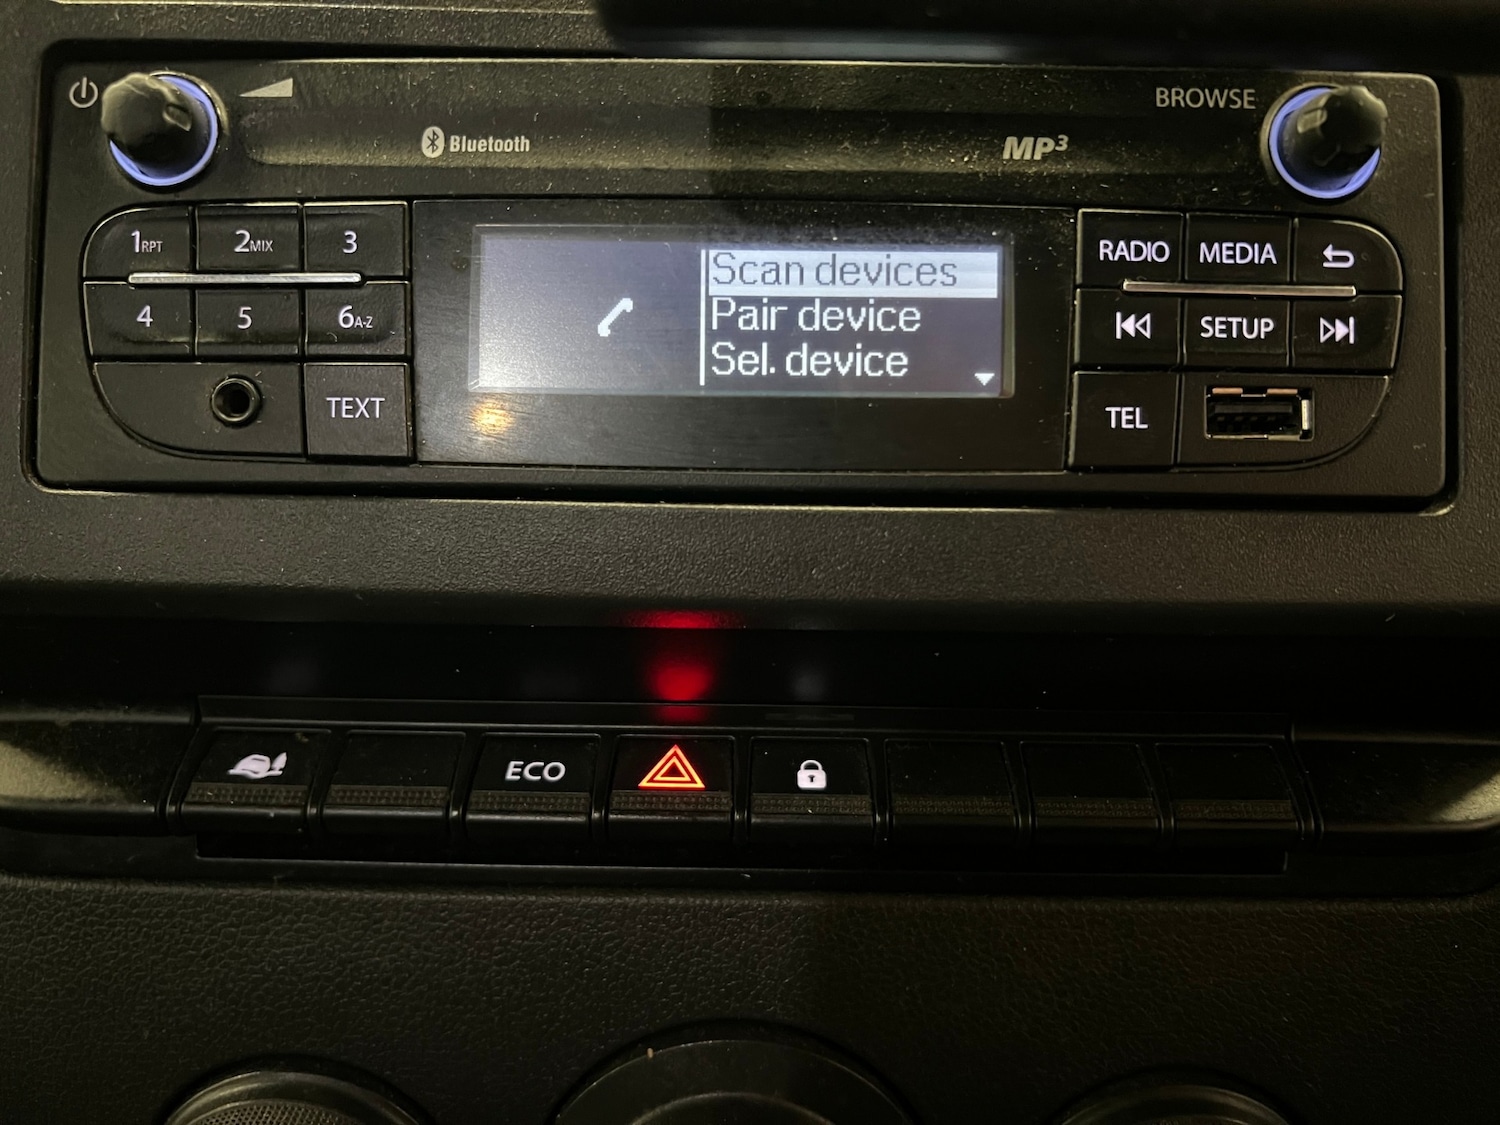 BROWSE
Bluetooth
MP3
1RPT
2MIX
3
4
5
6A-Z
TEXT
Scan devices
Pair device
Sel. device
RADIO
MEDIA
SETUP
TEL
ECO